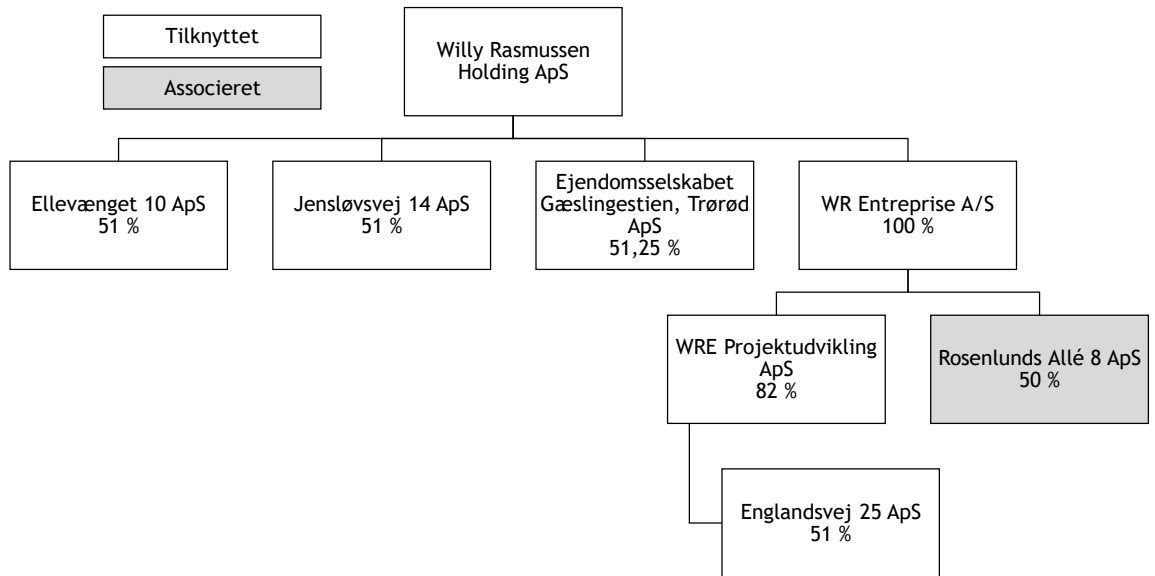 Tilknyttet
Associeret
Willy Rasmussen
Holding ApS
Ellevænget 10 ApS
51 %
Jensløvsvej 14 ApS
51 %
Ejendomsselskabet
Gæslingestien, Trørød
ApS
51,25 %
WR Entreprise A/S
100 %
WRE Projektudvikling
ApS
82 %
Rosenlunds Allé 8 ApS
50 %
Englandsvej 25 ApS
51 %